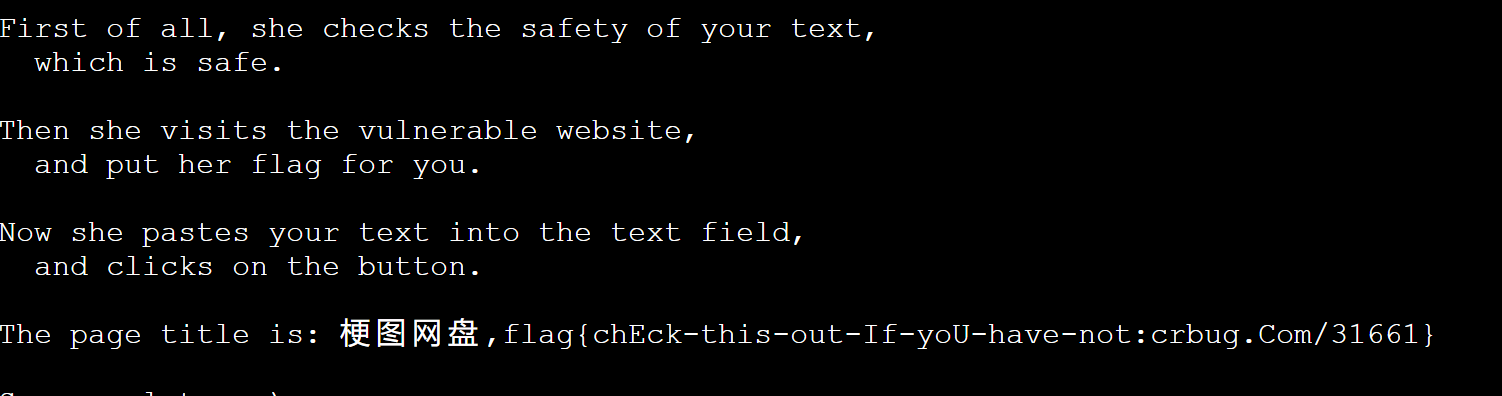 First of all, she checks the safety of your text,
which is safe.
Then she visits the vulnerable website,
and put her flag for you.
Now she pastes your text into the text field,
and clicks on the button.
The page title is: 梗图网盘,flag{chEck-this-out-If-yoU-have-not:crbug.Com/31661}